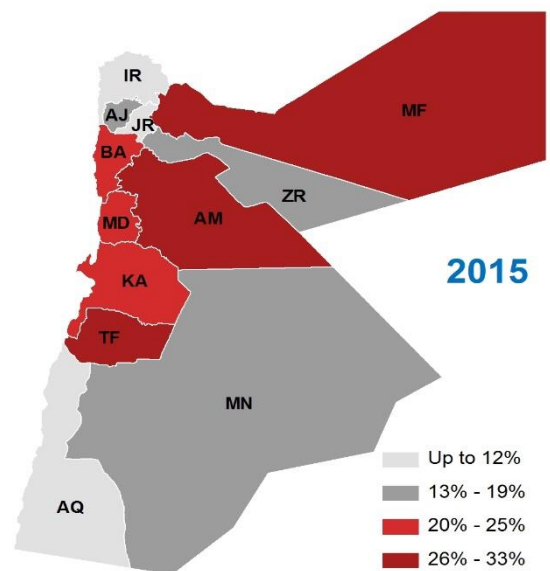 IR
AJ
JR
MF
BA
ZR
MD
AM
2015
KA
TF
MN
AQ
Up to 12%
13% - 19%
20% - 25%
26% - 33%